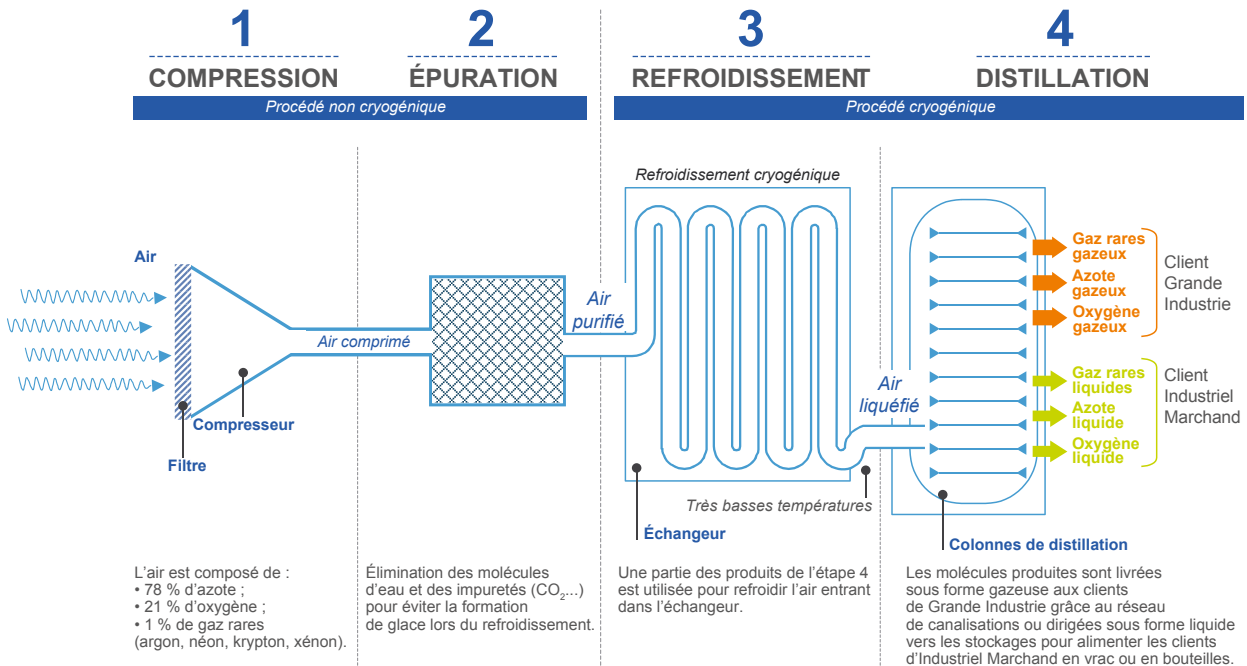 1
COMPRESSION
2
ÉPURATION
Procédé non cryogénique
3
REFROIDISSEMENT
4
DISTILLATION
Procédé cryogénique
Air
Filtre
Compresseur
Air comprimé
Air
purifié
Refroidissement cryogénique
Très basses températures
Échangeur
Air
liquéfié
Colonnes de distillation
Gaz rares
gazeux
Azote
gazeux
Oxygène
gazeux
Client
Grande
Industrie
Gaz rares
liquides
Azote
liquide
Oxygène
liquide
Client
Industriel
Marchand
L'air est composé de :
• 78 % d'azote ;
• 21 % d'oxygène ;
• 1 % de gaz rares
(argon, néon, krypton, xénon).
Élimination des molécules
d'eau et des impuretés (CO₂...)
pour éviter la formation
de glace lors du refroidissement.
Une partie des produits de l'étape 4
est utilisée pour refroidir l'air entrant
dans l'échangeur.
Les molécules produites sont livrées
sous forme gazeuse aux clients
de Grande Industrie grâce au réseau
de canalisations ou dirigées sous forme liquide
vers les stockages pour alimenter les clients
d'Industriel Marchand en vrac ou en bouteilles.